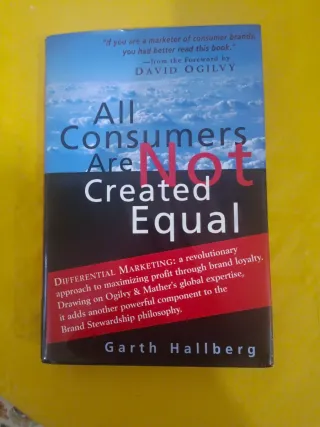 "If you are a marketer of consumer brands,
you had better read this book."
—from the Foreword by
DAVID OGILVY
All
Consumers
Are Not
Created
Equal
DIFFERENTIAL MARKETING: a revolutionary
approach to maximizing profit through brand loyalty.
Drawing on Ogilvy & Mather's global expertise,
it adds another powerful component to the
Brand Stewardship philosophy.
Garth Hallberg